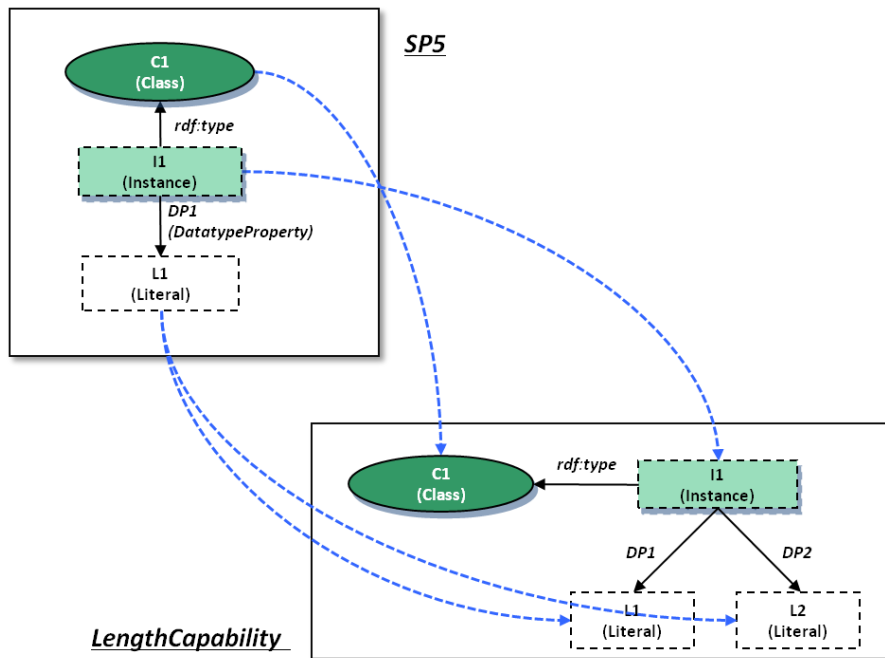 SP5
C1
(Class)
rdf:type
I1
(Instance)
DP1
(DatatypeProperty)
L1
(Literal)
C1
(Class)
rdf:type
I1
(Instance)
DP1
DP2
L1
(Literal)
L2
(Literal)
LengthCapability